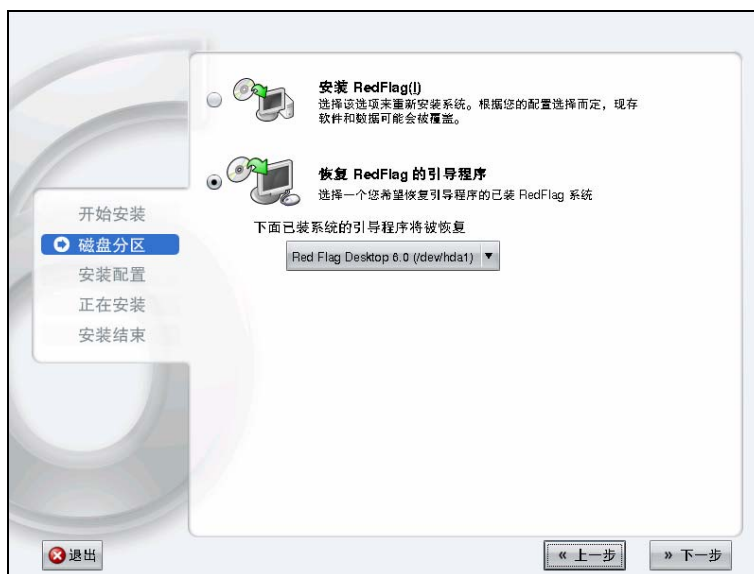 安装 RedFlag(I)
选择该选项来重新安装系统。根据您的配置选择而定，现存
软件和数据可能会被覆盖。
恢复 RedFlag 的引导程序
选择一个您希望恢复引导程序的已装 RedFlag 系统
下面已装系统的引导程序将被恢复
Red Flag Desktop 6.0 (/dev/hda1)
开始安装
磁盘分区
安装配置
正在安装
安装结束
退出
« 上一步
» 下一步